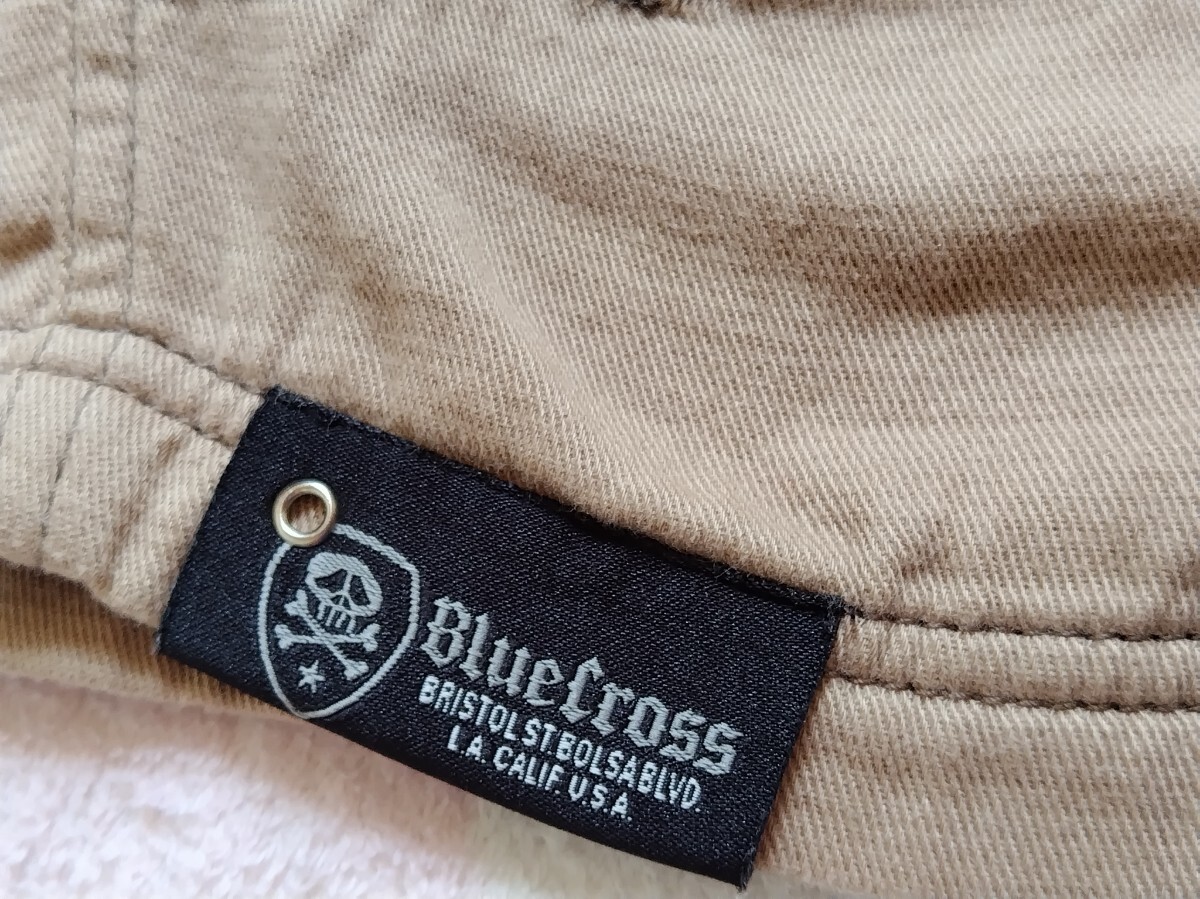 BlueCross
BRISTOL ST. BOLSA BLVD.
L.A. CALIF. U.S.A.